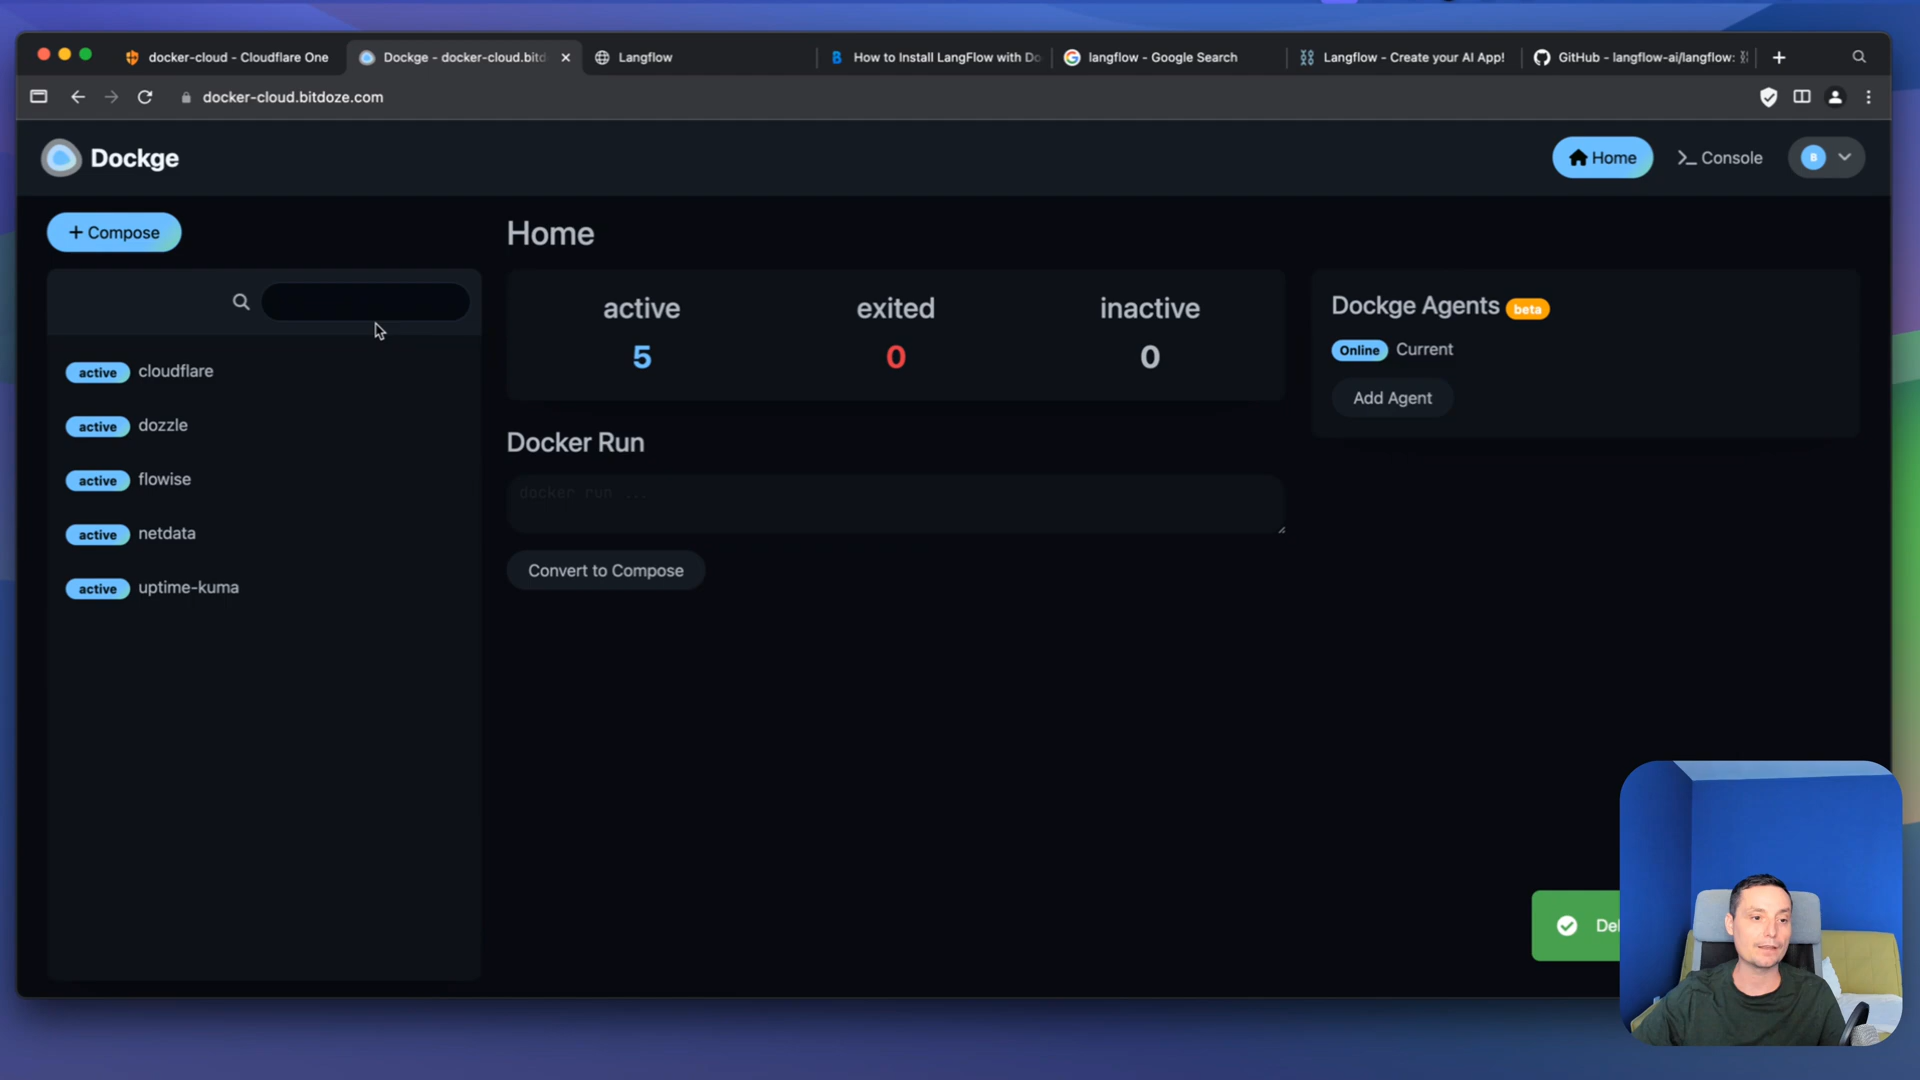 docker-cloud - Cloudflare One
Dockge - docker-cloud.bitd
Langflow
How to Install LangFlow with Do
langflow - Google Search
Langflow - Create your AI App!
GitHub - langflow-ai/langflow:
docker-cloud.bitdoze.com
Dockge
Home
Console
B
+ Compose
Home
active
5
exited
0
inactive
0
Dockge Agents beta
Online Current
Add Agent
active cloudflare
active dozzle
active flowise
active netdata
active uptime-kuma
Docker Run
docker run ...
Convert to Compose